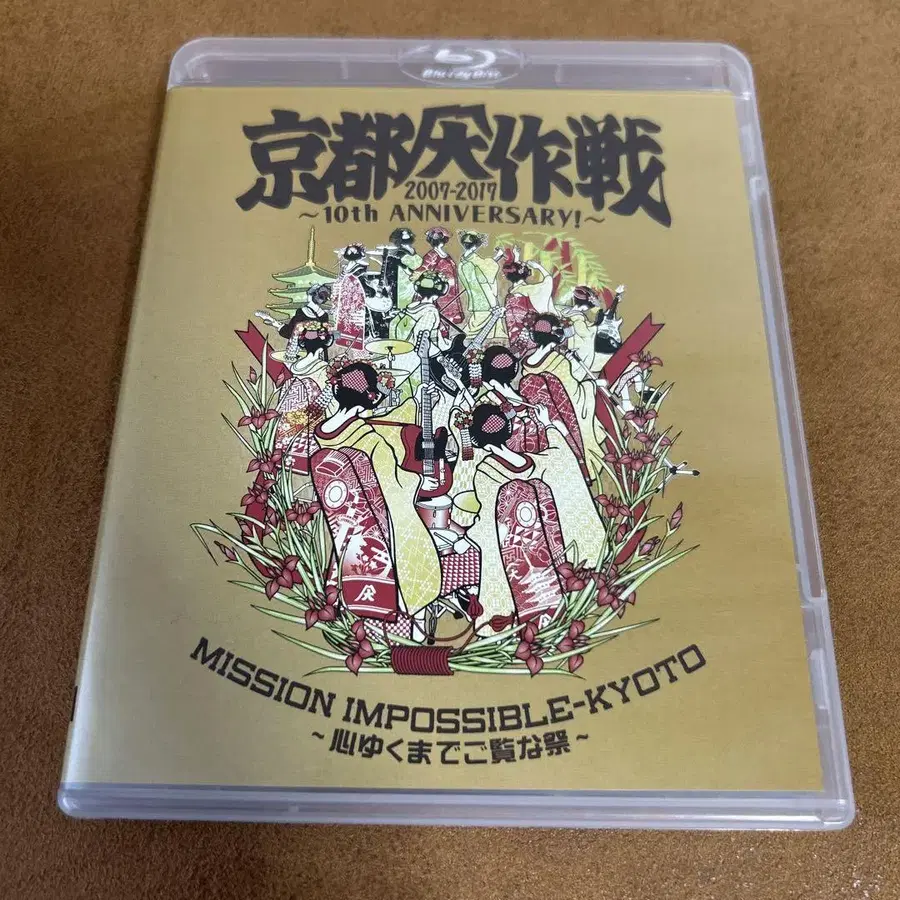 Blu-ray Disc
京都大作戦
2007-2017
～10th ANNIVERSARY!～
MISSION IMPOSSIBLE-KYOTO
～心ゆくまでご覧な祭～